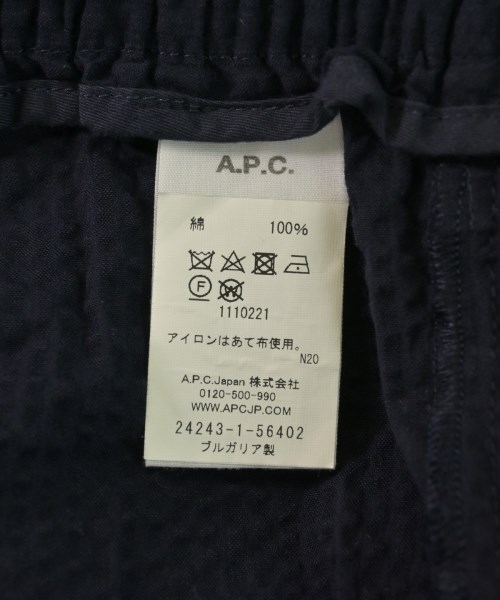 A.P.C.
綿 100%
F W
1110221
アイロンはあて布使用。
N20
A.P.C.Japan 株式会社
0120-500-990
WWW.APCJP.COM
24243-1-56402
ブルガリア製